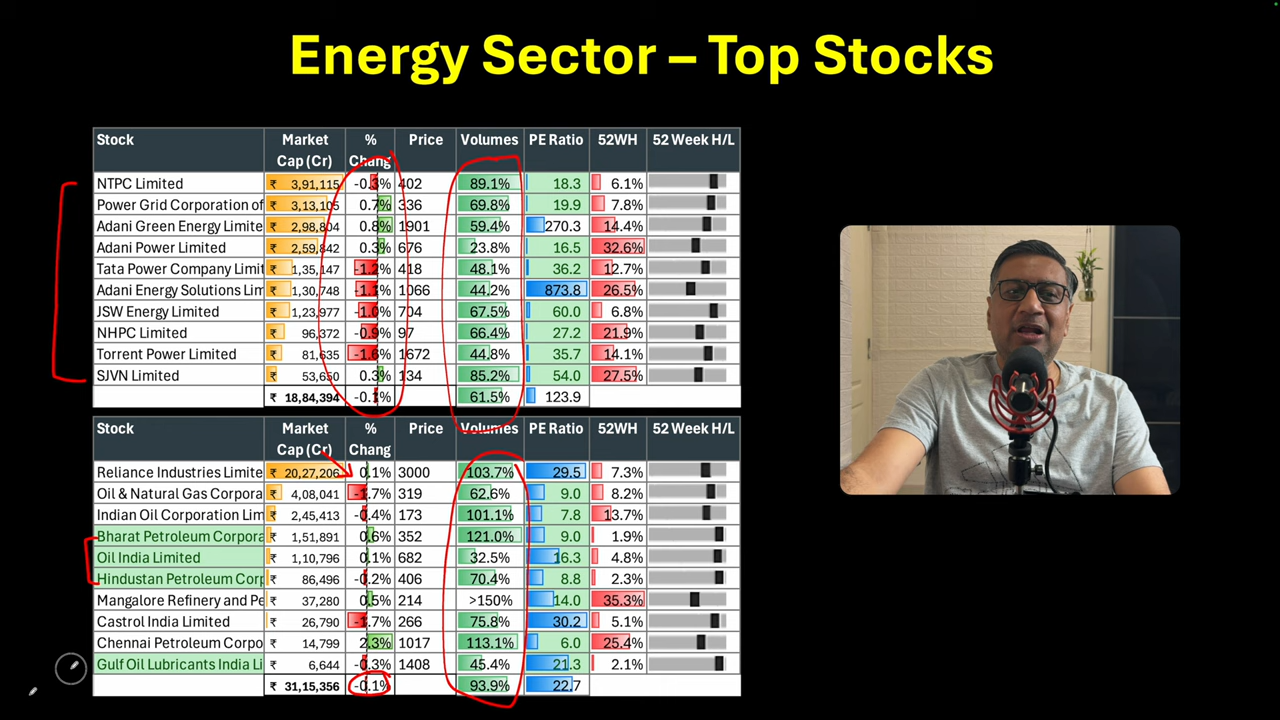 Energy Sector – Top Stocks
Stock Market Cap (Cr) % Chang Price Volumes PE Ratio 52WH 52 Week H/L
NTPC Limited ₹ 3,91,115 -0.3% 402 89.1% 18.3 6.1%
Power Grid Corporation of ₹ 3,13,105 0.7% 336 69.8% 19.9 7.8%
Adani Green Energy Limite ₹ 2,98,804 0.8% 1901 59.4% 270.3 14.4%
Adani Power Limited ₹ 2,59,842 0.3% 676 23.8% 16.5 32.6%
Tata Power Company Limit ₹ 1,35,147 -1.2% 418 48.1% 36.2 12.7%
Adani Energy Solutions Lim ₹ 1,30,748 -1.1% 1066 44.2% 873.8 26.5%
JSW Energy Limited ₹ 1,23,977 -1.0% 704 67.5% 60.0 6.8%
NHPC Limited ₹ 96,372 -0.9% 97 66.4% 27.2 21.9%
Torrent Power Limited ₹ 81,635 -1.6% 1672 44.8% 35.7 14.1%
SJVN Limited ₹ 53,650 0.3% 134 85.2% 54.0 27.5%
₹ 18,84,394 -0.1% 61.5% 123.9
Stock Market Cap (Cr) % Chang Price Volumes PE Ratio 52WH 52 Week H/L
Reliance Industries Limite ₹ 20,27,206 0.1% 3000 103.7% 29.5 7.3%
Oil & Natural Gas Corpora ₹ 4,08,041 -1.7% 319 62.6% 9.0 8.2%
Indian Oil Corporation Lim ₹ 2,45,413 -0.4% 173 101.1% 7.8 13.7%
Bharat Petroleum Corpora ₹ 1,51,891 0.6% 352 121.0% 9.0 1.9%
Oil India Limited ₹ 1,10,796 0.1% 682 32.5% 16.3 4.8%
Hindustan Petroleum Corp ₹ 86,496 -0.2% 406 70.4% 8.8 2.3%
Mangalore Refinery and Pe ₹ 37,280 0.5% 214 >150% 14.0 35.3%
Castrol India Limited ₹ 26,790 -1.7% 266 75.8% 30.2 5.1%
Chennai Petroleum Corpo ₹ 14,799 2.3% 1017 113.1% 6.0 25.4%
Gulf Oil Lubricants India Li ₹ 6,644 -0.3% 1408 45.4% 21.3 2.1%
₹ 31,15,356 -0.1% 93.9% 22.7